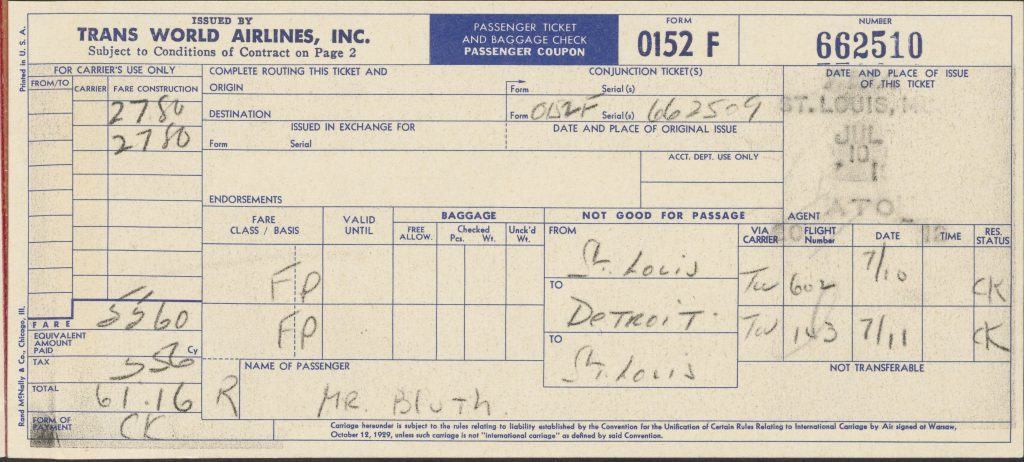 ISSUED BY
TRANS WORLD AIRLINES, INC.
Subject to Conditions of Contract on Page 2
PASSENGER TICKET
AND BAGGAGE CHECK
PASSENGER COUPON
FORM
0152 F
NUMBER
662510
Printed in U. S. A.
FOR CARRIER'S USE ONLY
FROM/TO CARRIER FARE CONSTRUCTION
27.80
27.80
COMPLETE ROUTING THIS TICKET AND
ORIGIN
DESTINATION
CONJUNCTION TICKET(S)
Form Serial(s)
Form 0152F Serial(s) 662509
ISSUED IN EXCHANGE FOR
Form Serial
DATE AND PLACE OF ORIGINAL ISSUE
ACCT. DEPT. USE ONLY
ENDORSEMENTS
DATE AND PLACE OF ISSUE
OF THIS TICKET
ST. LOUIS,
JUL
10
ATO
AGENT
FARE
CLASS / BASIS
VALID
UNTIL
BAGGAGE
FREE
ALLOW.
Checked
Pcs. Wt.
Unck'd
Wt.
NOT GOOD FOR PASSAGE
VIA
CARRIER
FLIGHT
Number
DATE
TIME
RES.
STATUS
FROM
St. Louis
FP
TW 602 7/10 CK
TO
DETROIT.
FP
TW 143 7/11 CK
TO
St. Louis
NOT TRANSFERABLE
FARE 55 60
EQUIVALENT
AMOUNT
PAID
Cy
TAX 5 56
TOTAL 61.16
FORM OF
PAYMENT CK
NAME OF PASSENGER
R MR. Bluth.
Carriage hereunder is subject to the rules relating to liability established by the Convention for the Unification of Certain Rules Relating to International Carriage by Air signed at Warsaw,
October 12, 1929, unless such carriage is not "international carriage" as defined by said Convention.
Rand McNally & Co., Chicago, Ill.